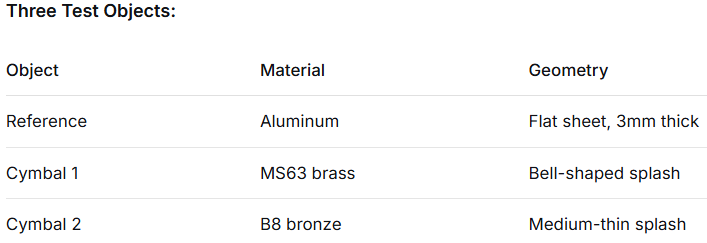 Three Test Objects:
Object Material Geometry
Reference Aluminum Flat sheet, 3mm thick
Cymbal 1 MS63 brass Bell-shaped splash
Cymbal 2 B8 bronze Medium-thin splash